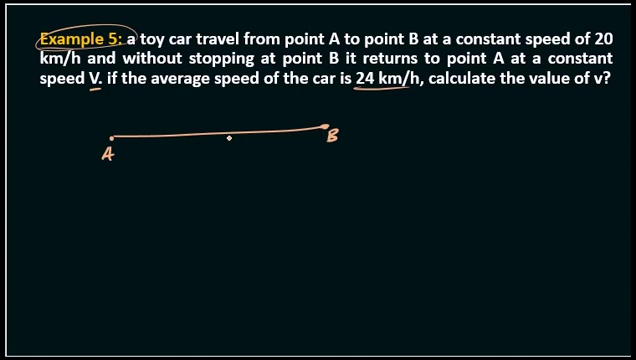 Example 5: a toy car travel from point A to point B at a constant speed of 20
km/h and without stopping at point B it returns to point A at a constant
speed V. if the average speed of the car is 24 km/h, calculate the value of v?
A
B